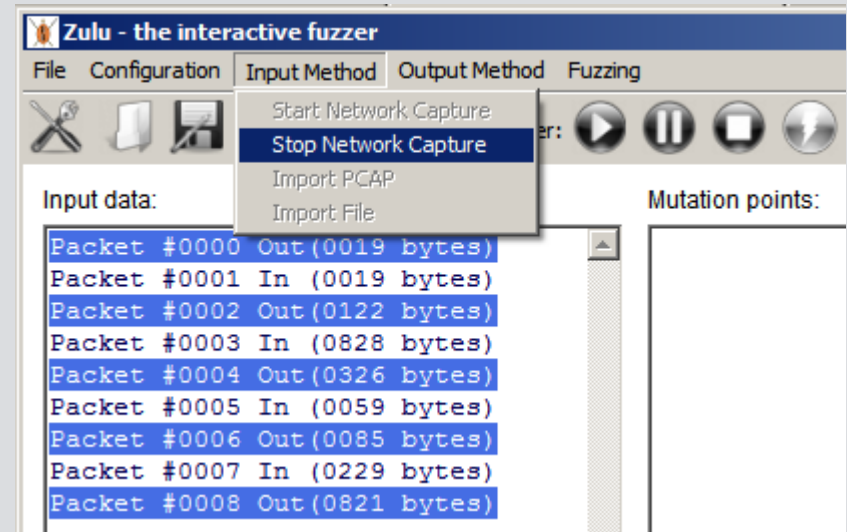 Zulu - the interactive fuzzer
File Configuration Input Method Output Method Fuzzing
Start Network Capture
Stop Network Capture
Import PCAP
Import File
er:
Input data:
Mutation points:
Packet #0000 Out(0019 bytes)
Packet #0001 In (0019 bytes)
Packet #0002 Out(0122 bytes)
Packet #0003 In (0828 bytes)
Packet #0004 Out(0326 bytes)
Packet #0005 In (0059 bytes)
Packet #0006 Out(0085 bytes)
Packet #0007 In (0229 bytes)
Packet #0008 Out(0821 bytes)